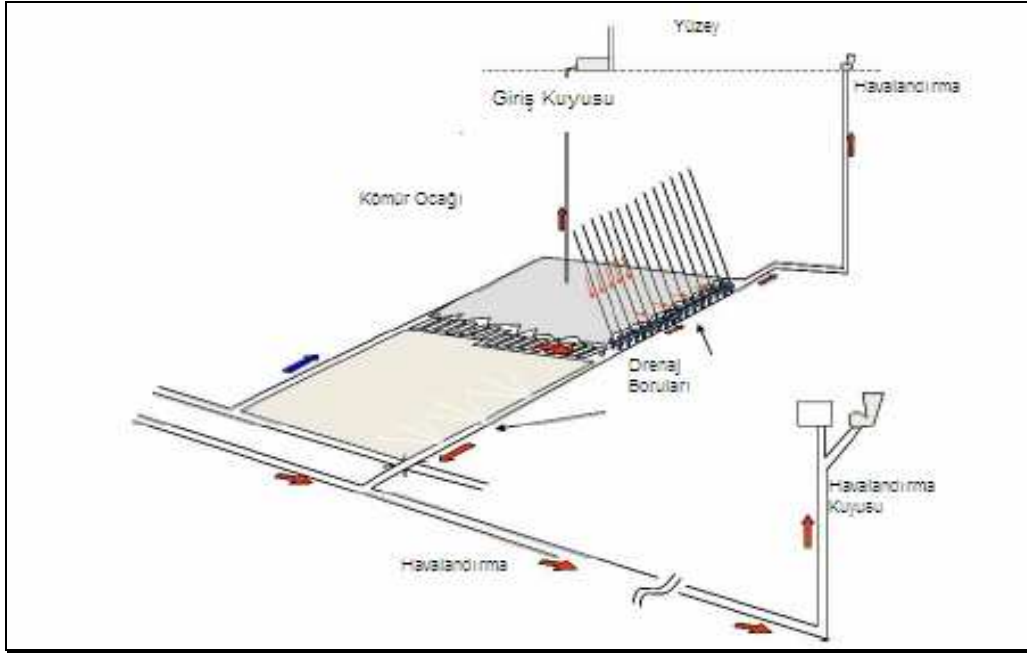 Yüzey
Giriş Kuyusu
Havalandırma
Kömür Ocağı
Drenaj
Boruları
Havalandırma
Kuyusu
Havalandırma